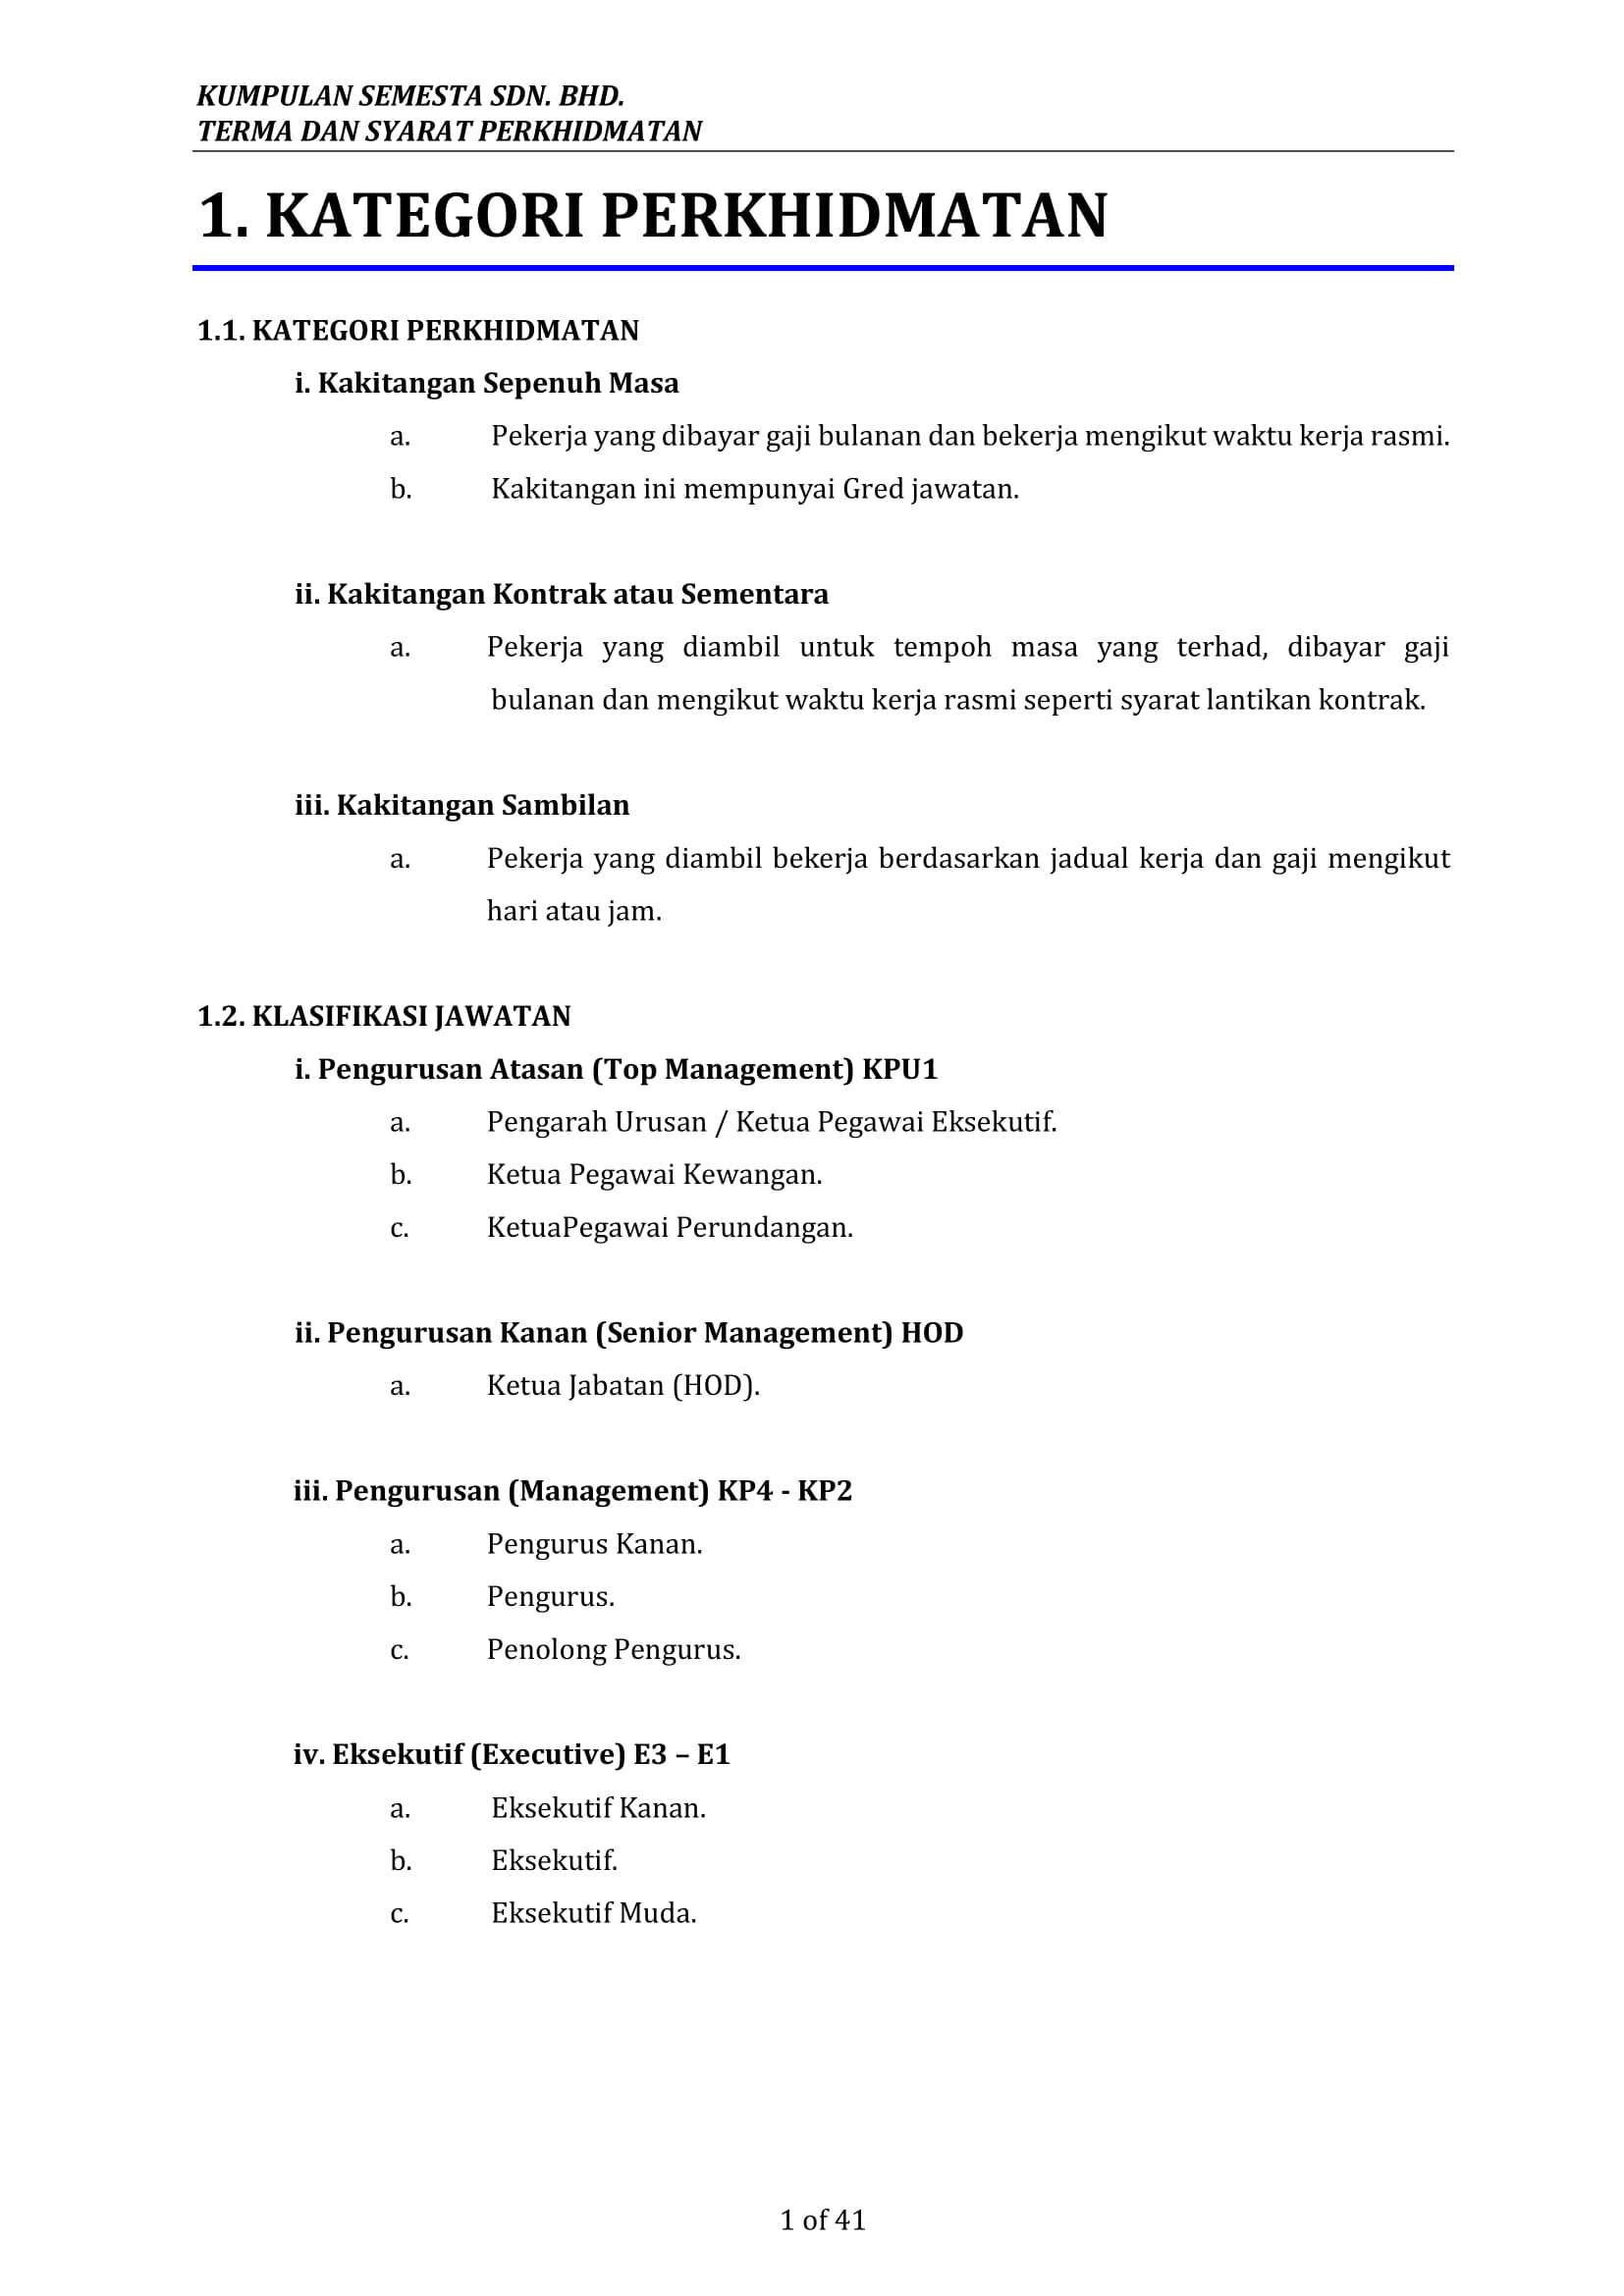 KUMPULAN SEMESTA SDN. BHD.
TERMA DAN SYARAT PERKHIDMATAN
1. KATEGORI PERKHIDMATAN
1.1. KATEGORI PERKHIDMATAN
i. Kakitangan Sepenuh Masa
a. Pekerja yang dibayar gaji bulanan dan bekerja mengikut waktu kerja rasmi.
b. Kakitangan ini mempunyai Gred jawatan.
ii. Kakitangan Kontrak atau Sementara
a. Pekerja yang diambil untuk tempoh masa yang terhad, dibayar gaji
bulanan dan mengikut waktu kerja rasmi seperti syarat lantikan kontrak.
iii. Kakitangan Sambilan
a. Pekerja yang diambil bekerja berdasarkan jadual kerja dan gaji mengikut
hari atau jam.
1.2. KLASIFIKASI JAWATAN
i. Pengurusan Atasan (Top Management) KPU1
a. Pengarah Urusan / Ketua Pegawai Eksekutif.
b. Ketua Pegawai Kewangan.
c. KetuaPegawai Perundangan.
ii. Pengurusan Kanan (Senior Management) HOD
a. Ketua Jabatan (HOD).
iii. Pengurusan (Management) KP4 - KP2
a. Pengurus Kanan.
b. Pengurus.
c. Penolong Pengurus.
iv. Eksekutif (Executive) E3 – E1
a. Eksekutif Kanan.
b. Eksekutif.
c. Eksekutif Muda.
1 of 41